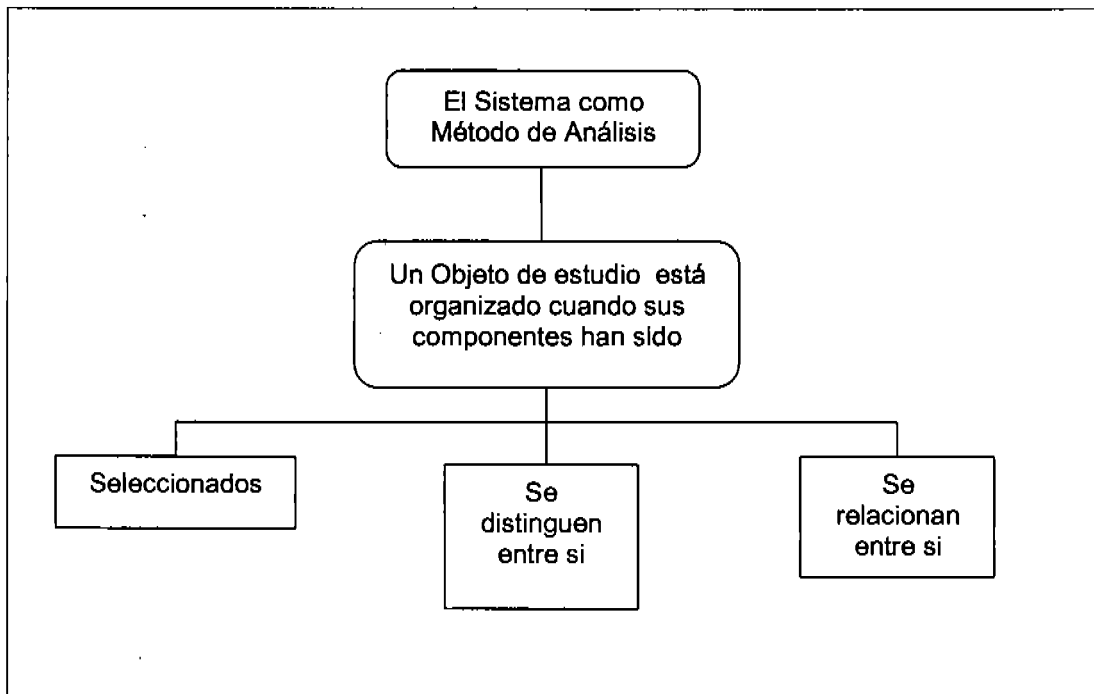 El Sistema como
Método de Análisis
Un Objeto de estudio está
organizado cuando sus
componentes han sido
Seleccionados
Se
distinguen
entre si
Se
relacionan
entre si